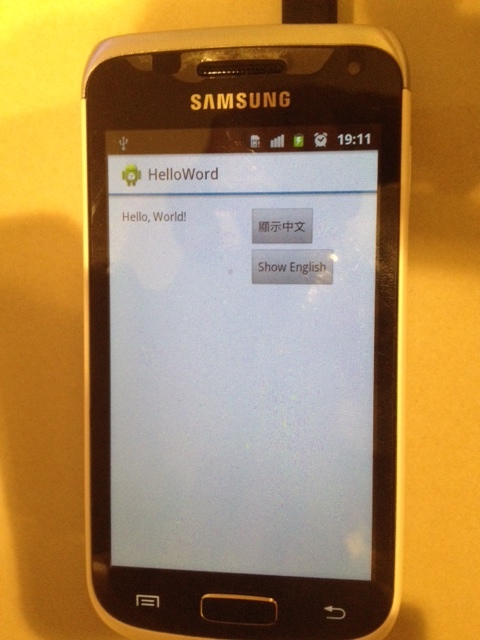 SAMSUNG
19:11
HelloWord
Hello, World!
顯示中文
Show English